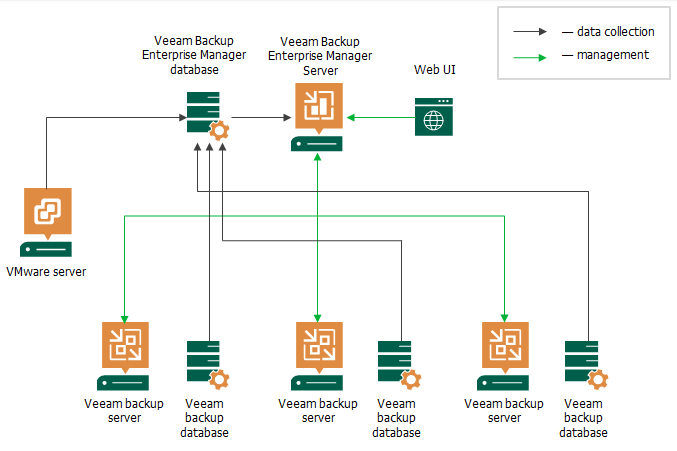 Veeam Backup
Enterprise Manager
database
Veeam Backup
Enterprise Manager
Server
Web UI
— data collection
— management
VMware server
Veeam backup
server
Veeam
backup
database
Veeam backup
server
Veeam
backup
database
Veeam backup
server
Veeam
backup
database